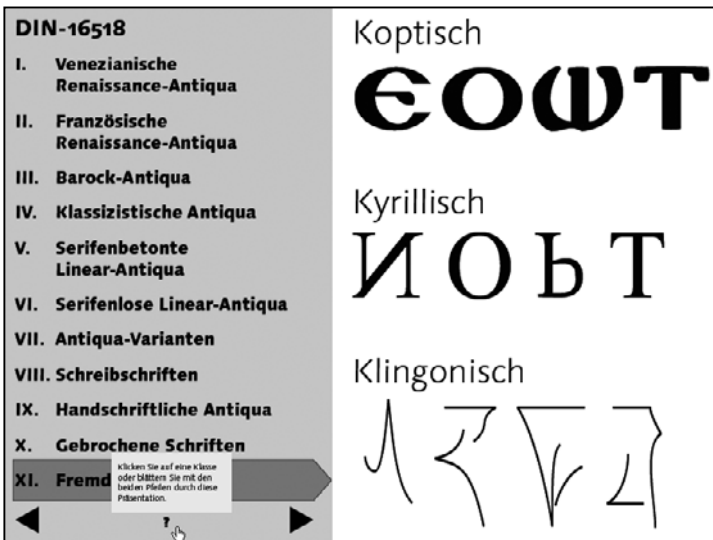 DIN-16518
I. Venezianische
Renaissance-Antiqua
II. Französische
Renaissance-Antiqua
III. Barock-Antiqua
IV. Klassizistische Antiqua
V. Serifenbetonte
Linear-Antiqua
VI. Serifenlose Linear-Antiqua
VII. Antiqua-Varianten
VIII. Schreibschriften
IX. Handschriftliche Antiqua
X. Gebrochene Schriften
XI. Fremd
Klicken Sie auf eine Klasse
oder blättern Sie mit den
beiden Pfeilen durch diese
Präsentation.
?
Koptisch
ⲉⲟⲱⲧ
Kyrillisch
И О Ь Т
Klingonisch